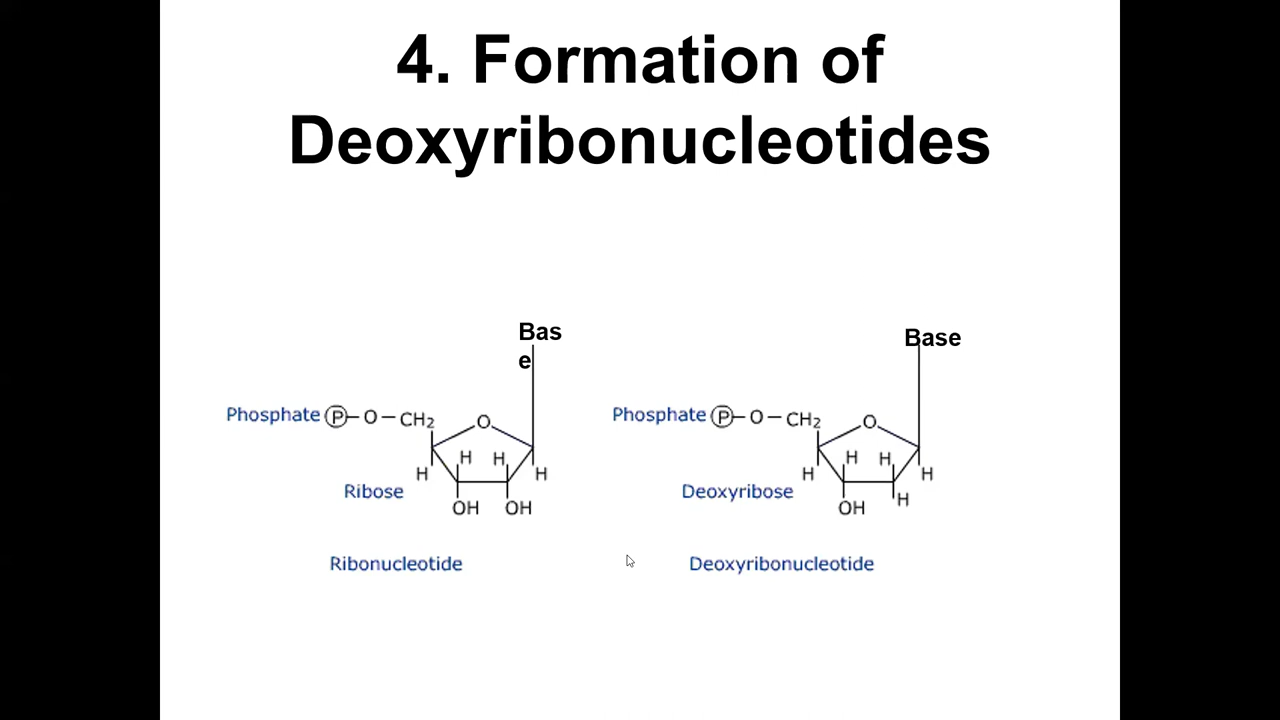 4. Formation of
Deoxyribonucleotides
Bas
e
Phosphate P O CH2
O
H H H H
Ribose
OH OH
Ribonucleotide
Base
Phosphate P O CH2
O
H H H H
Deoxyribose
OH H
Deoxyribonucleotide